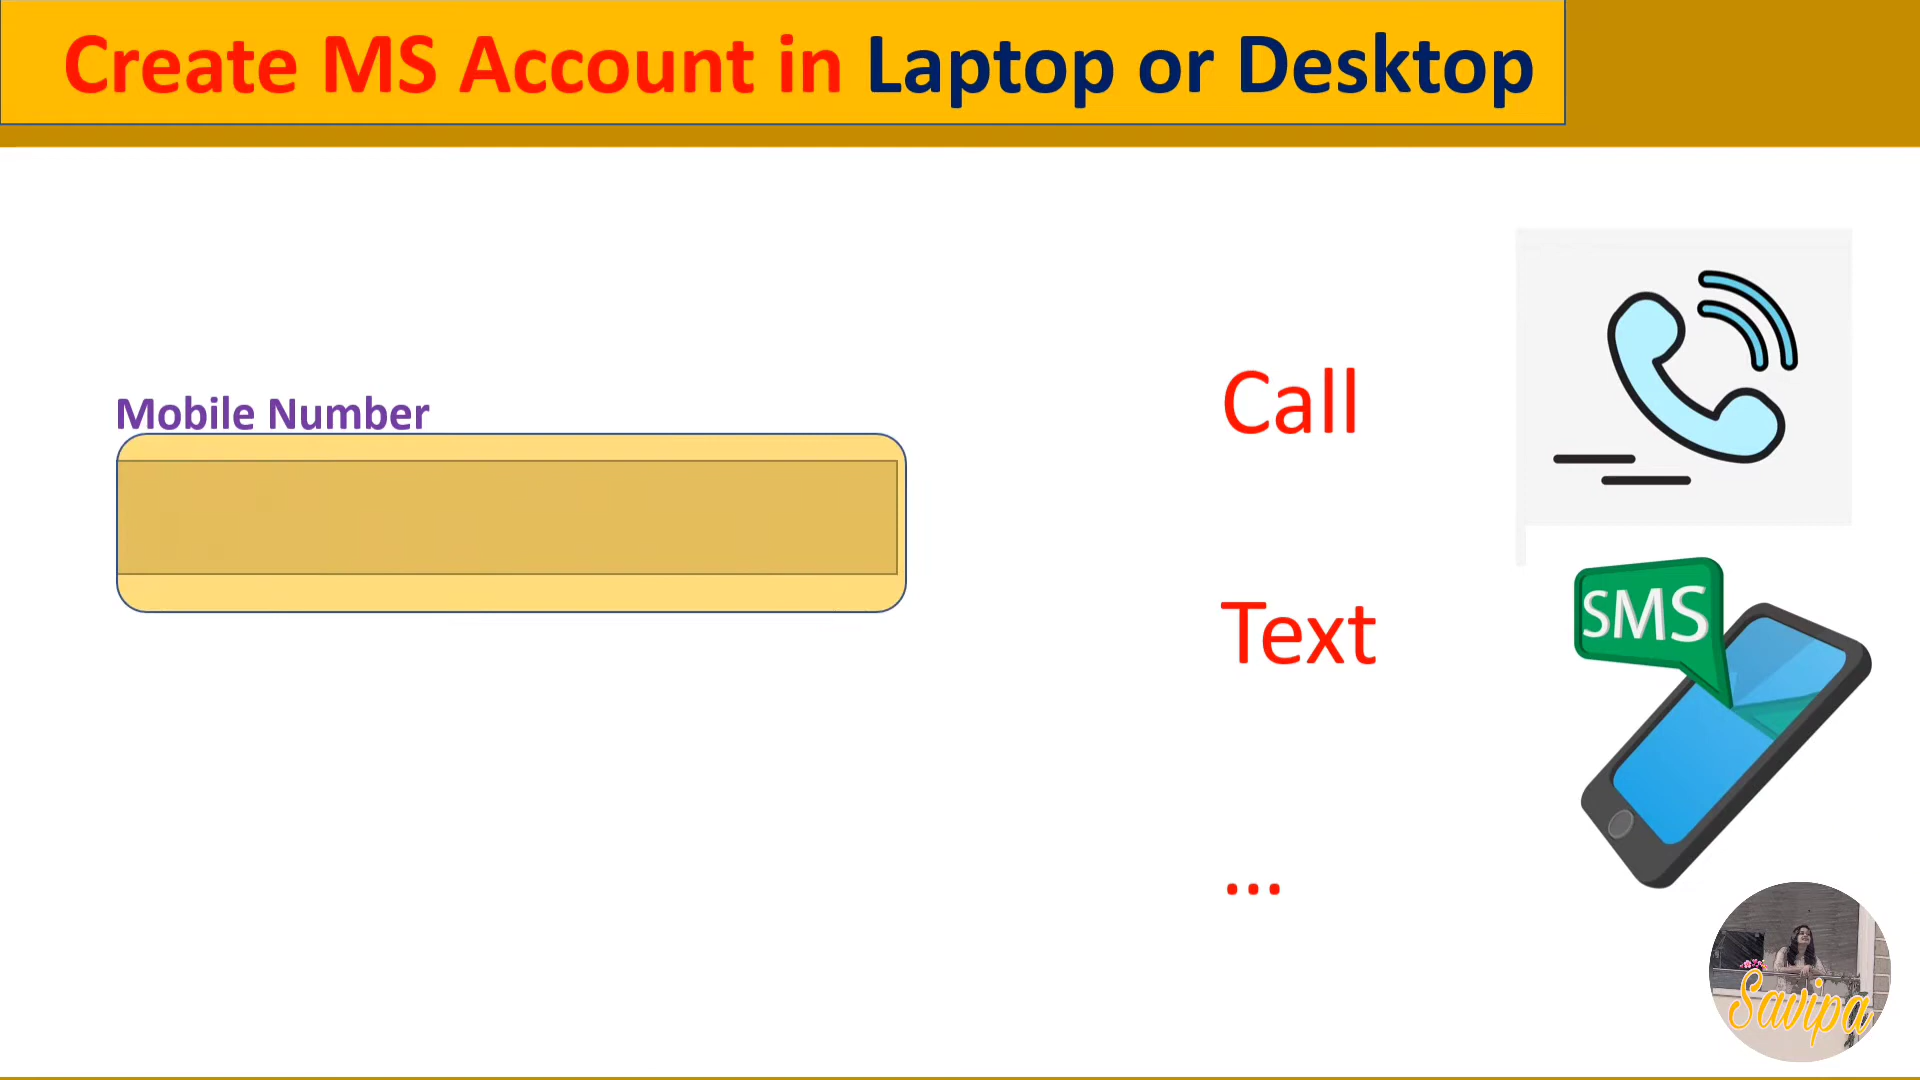 Create MS Account in Laptop or Desktop
Mobile Number
Call
SMS
Text
...
Savipa